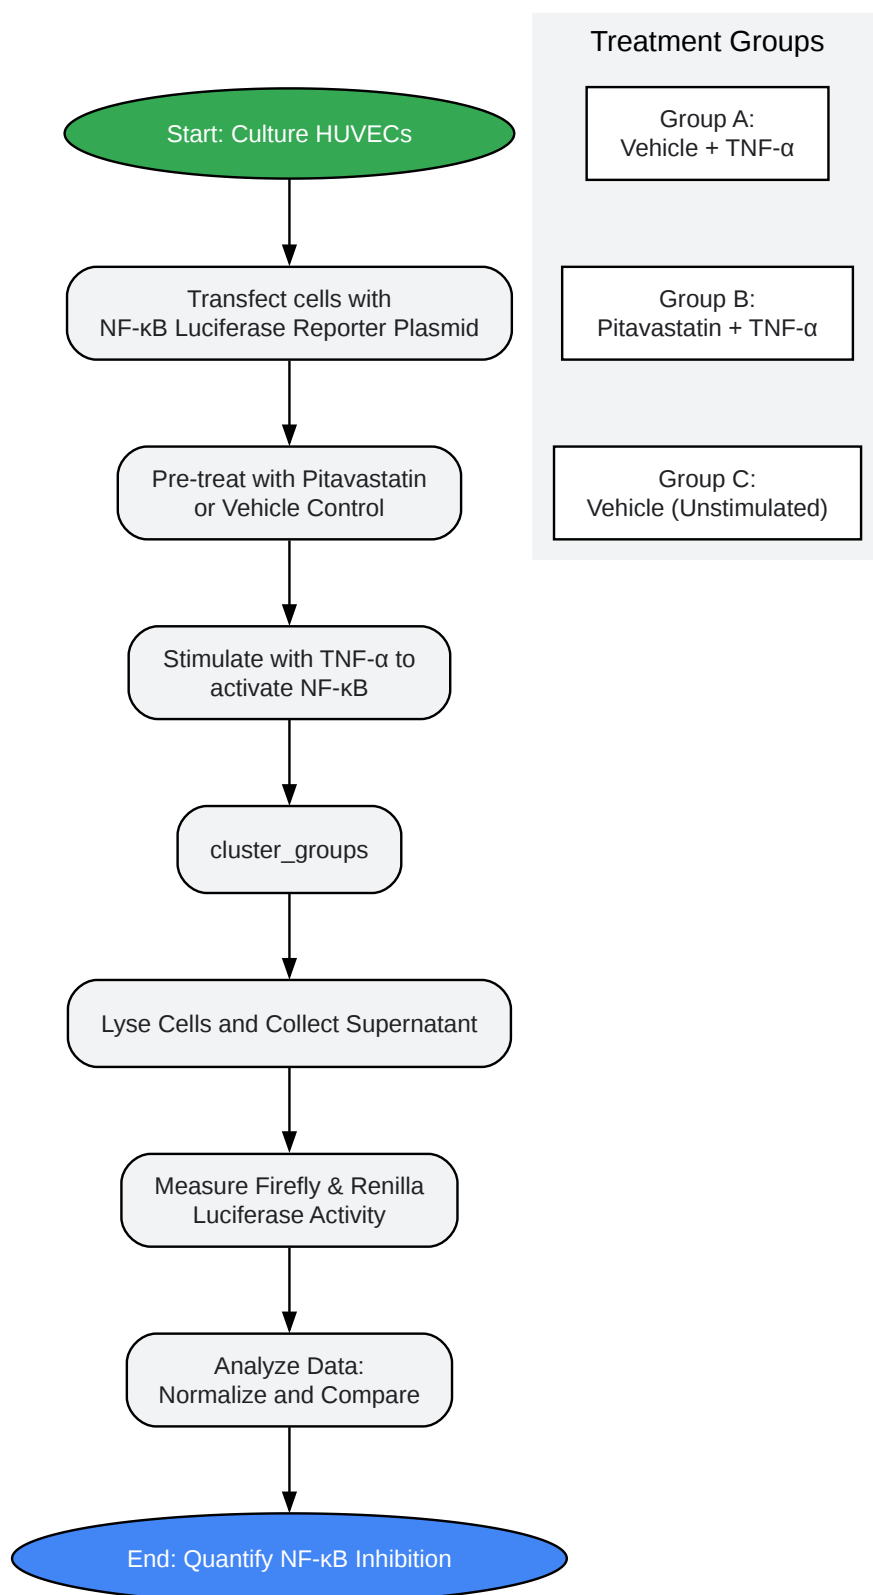 Start: Culture HUVECs
Transfect cells with
NF-κB Luciferase Reporter Plasmid
Pre-treat with Pitavastatin
or Vehicle Control
Stimulate with TNF-α to
activate NF-κB
cluster_groups
Lyse Cells and Collect Supernatant
Measure Firefly & Renilla
Luciferase Activity
Analyze Data:
Normalize and Compare
End: Quantify NF-κB Inhibition
Treatment Groups
Group A:
Vehicle + TNF-α
Group B:
Pitavastatin + TNF-α
Group C:
Vehicle (Unstimulated)